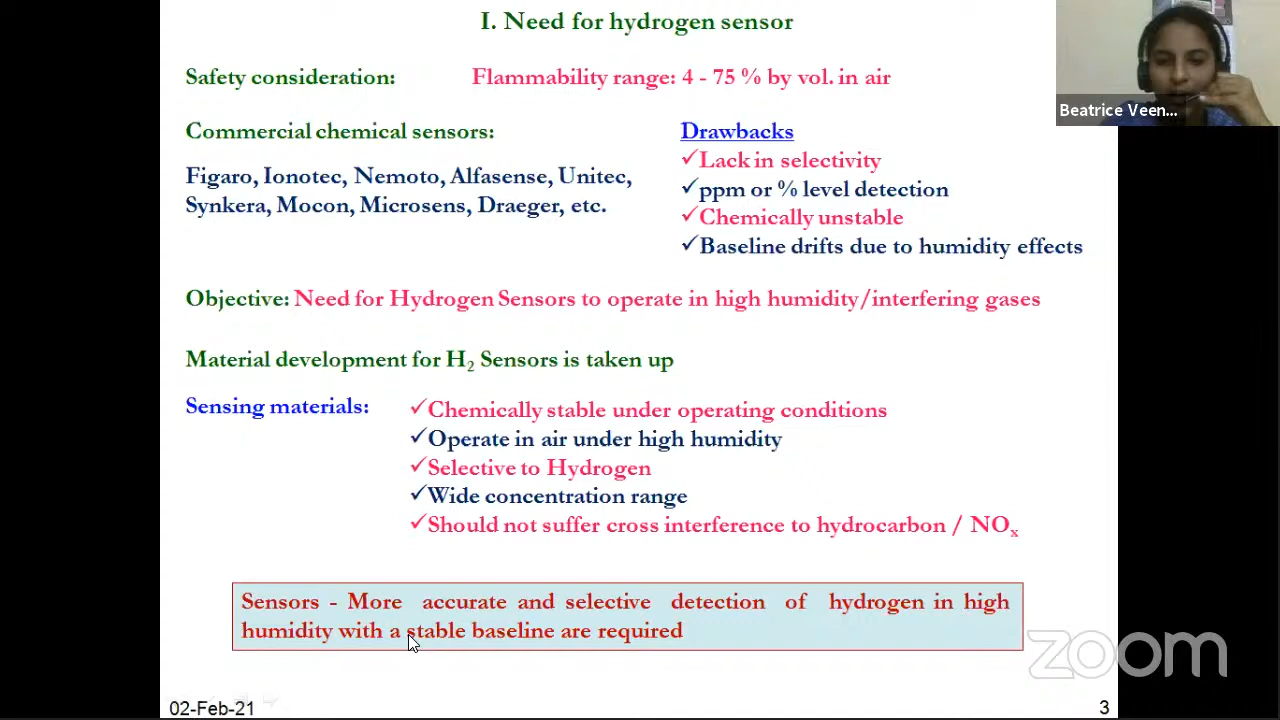 I. Need for hydrogen sensor
Safety consideration: Flammability range: 4 - 75 % by vol. in air
Commercial chemical sensors:
Figaro, Ionotec, Nemoto, Alfasense, Unitec,
Synkera, Mocon, Microsens, Draeger, etc.
Drawbacks
✓Lack in selectivity
✓ppm or % level detection
✓Chemically unstable
✓Baseline drifts due to humidity effects
Objective: Need for Hydrogen Sensors to operate in high humidity/interfering gases
Material development for H₂ Sensors is taken up
Sensing materials:
✓Chemically stable under operating conditions
✓Operate in air under high humidity
✓Selective to Hydrogen
✓Wide concentration range
✓Should not suffer cross interference to hydrocarbon / NOₓ
Sensors - More accurate and selective detection of hydrogen in high
humidity with a stable baseline are required
02-Feb-21
3
Beatrice Veen...
zoom